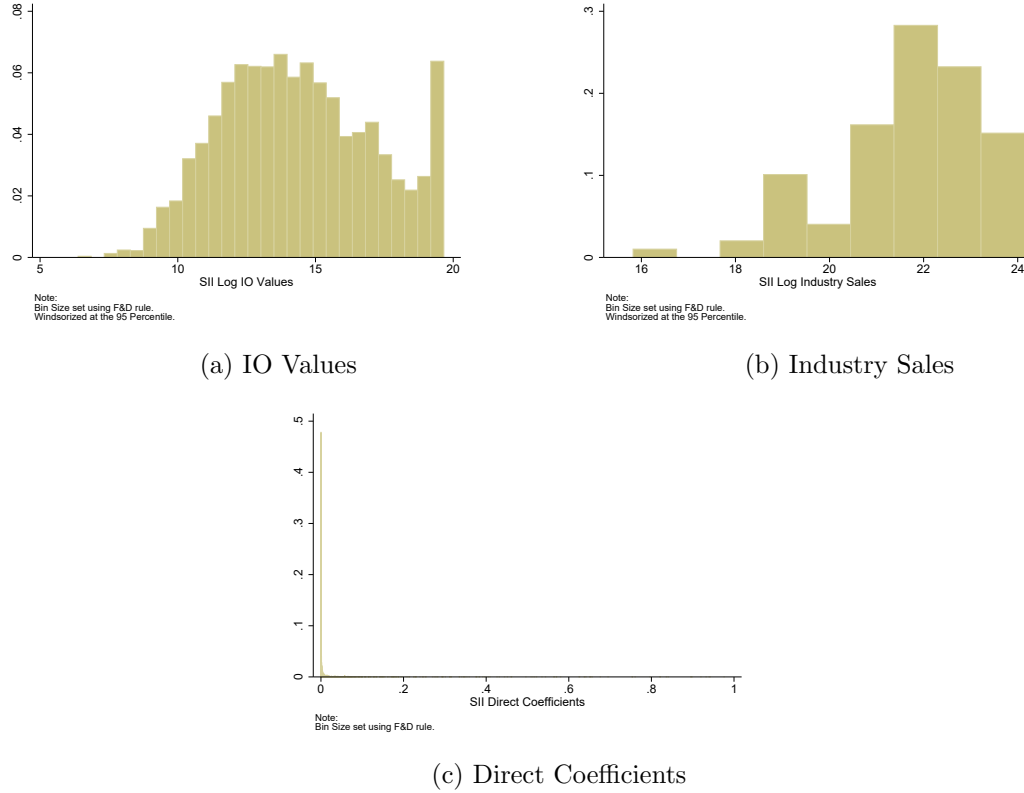 .08
.06
.04
.02
0
5 10 15 20
SII Log IO Values
Note:
Bin Size set using F&D rule.
Windsorized at the 95 Percentile.
(a) IO Values
.3
.2
.1
0
16 18 20 22 24
SII Log Industry Sales
Note:
Bin Size set using F&D rule.
Windsorized at the 95 Percentile.
(b) Industry Sales
.5
.4
.3
.2
.1
0
0 .2 .4 .6 .8 1
SII Direct Coefficients
Note:
Bin Size set using F&D rule.
(c) Direct Coefficients